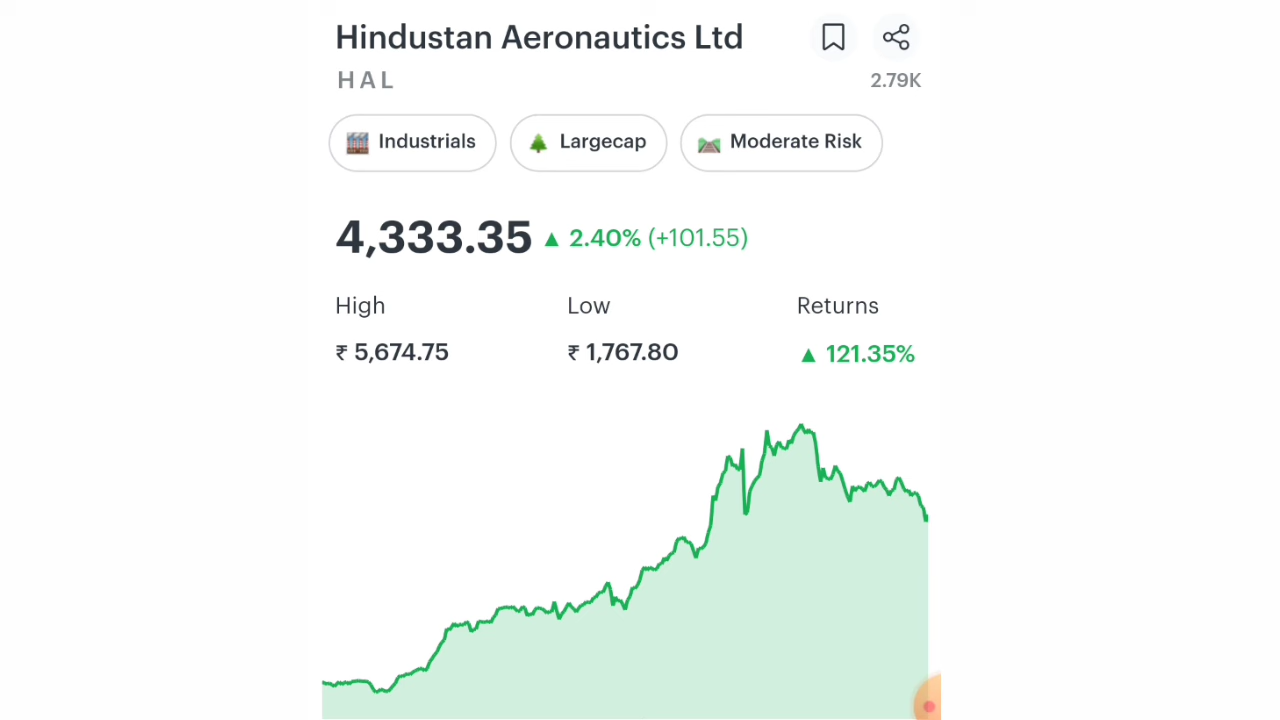 Hindustan Aeronautics Ltd
HAL
2.79K
Industrials
Largecap
Moderate Risk
4,333.35 ▲ 2.40% (+101.55)
High Low Returns
₹ 5,674.75 ₹ 1,767.80 ▲ 121.35%